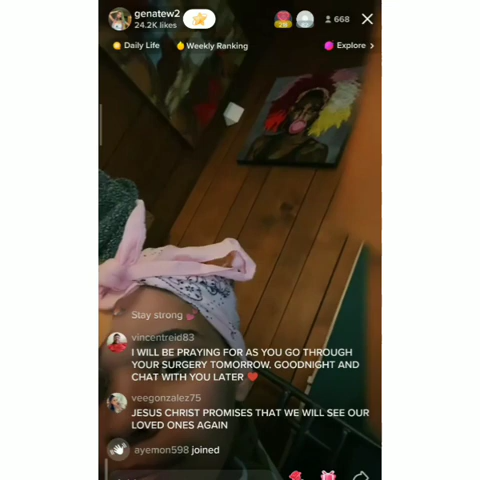 genatew2
24.2K likes
668
Daily Life
Weekly Ranking
Explore >
Stay strong
vincentreid83
I WILL BE PRAYING FOR AS YOU GO THROUGH
YOUR SURGERY TOMORROW. GOODNIGHT AND
CHAT WITH YOU LATER
veegonzalez75
JESUS CHRIST PROMISES THAT WE WILL SEE OUR
LOVED ONES AGAIN
ayemon598 joined